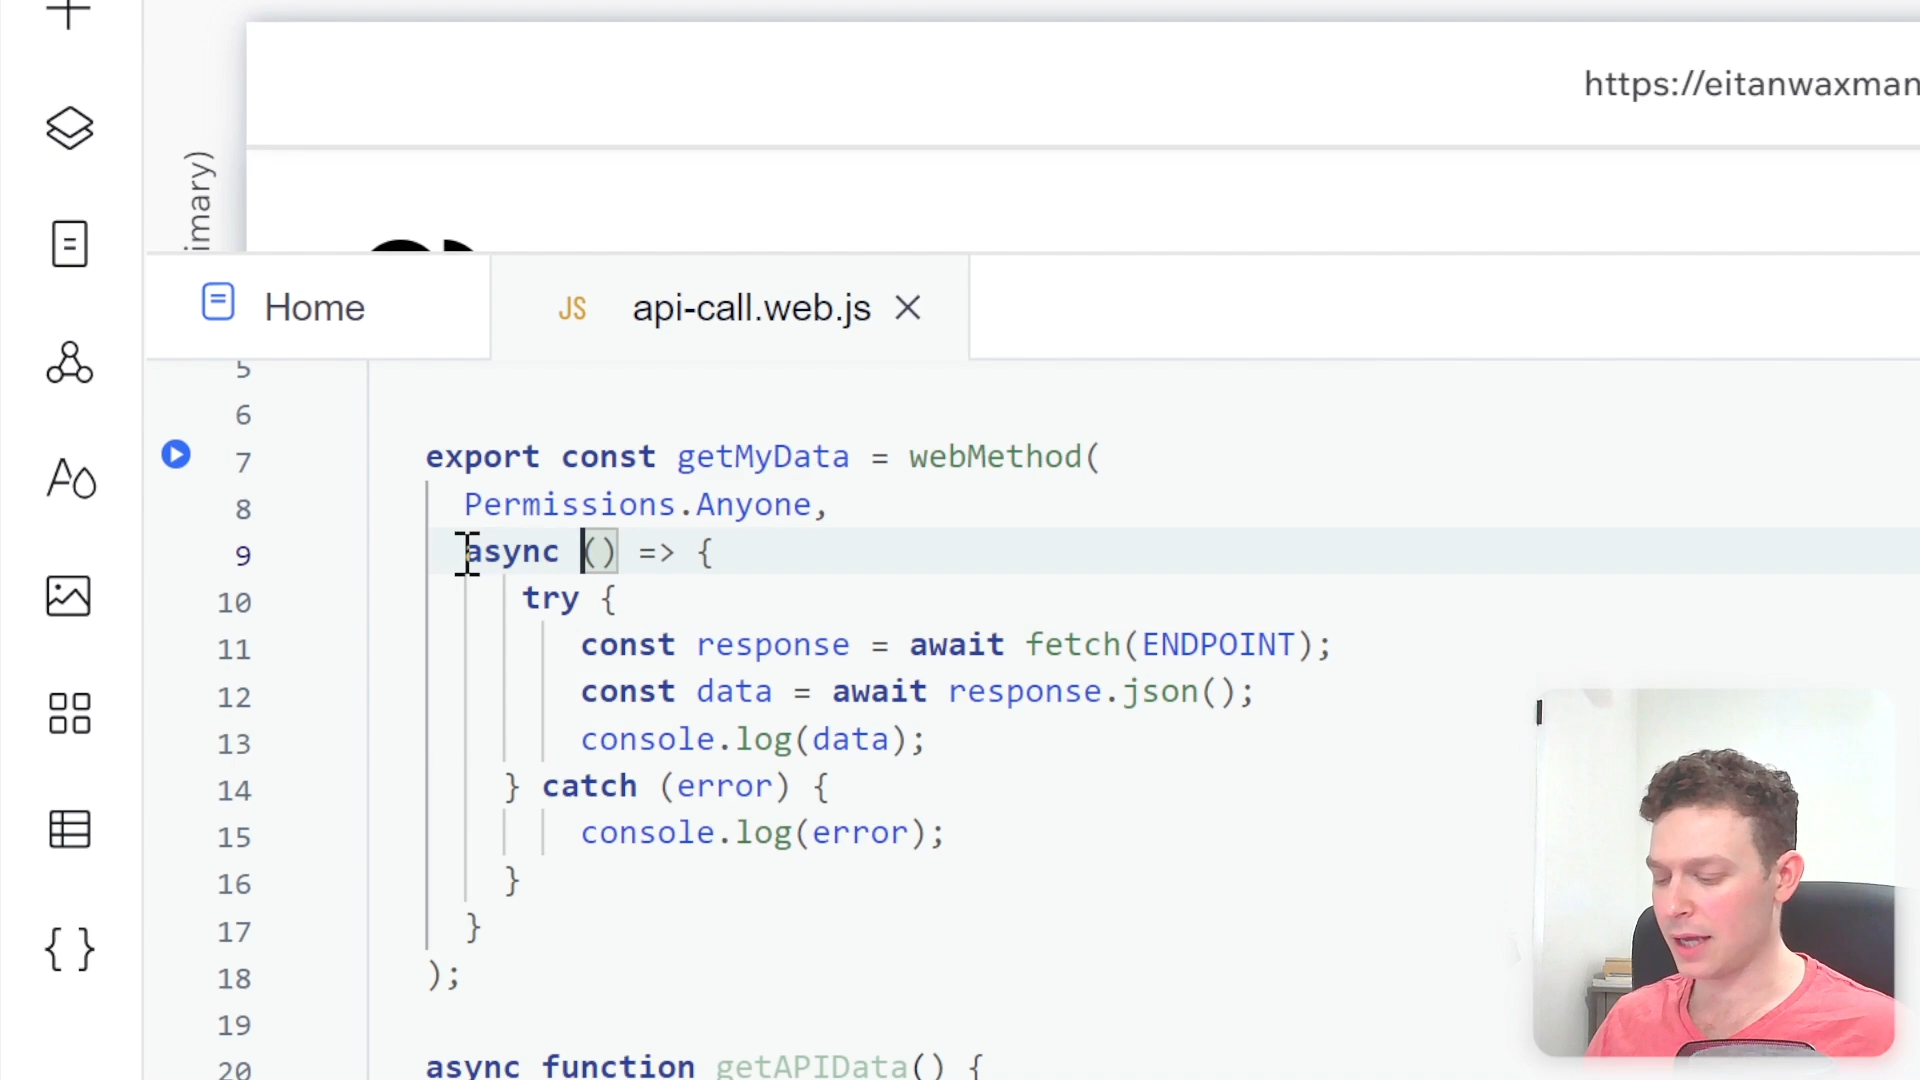 https://eitanwaxman
imary)
Home
JS api-call.web.js
5
6
7 export const getMyData = webMethod(
8 Permissions.Anyone,
9 async () => {
10 try {
11 const response = await fetch(ENDPOINT);
12 const data = await response.json();
13 console.log(data);
14 } catch (error) {
15 console.log(error);
16 }
17 }
18 );
19
20 async function getAPIData() {